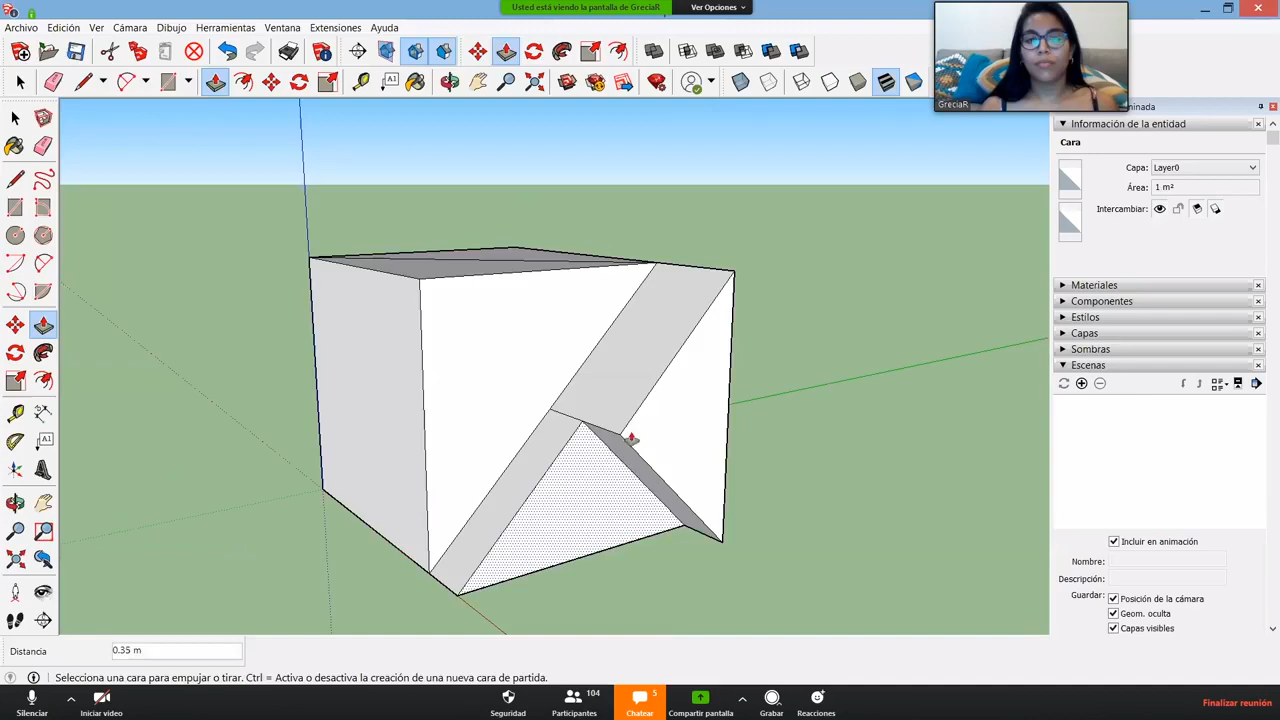 Usted está viendo la pantalla de GreciaR
Ver Opciones
Archivo Edición Ver Cámara Dibujo Herramientas Ventana Extensiones Ayuda
GreciaR
minada
Información de la entidad
Cara
Capa: Layer0
Área: 1 m²
Intercambiar:
Materiales
Componentes
Estilos
Capas
Sombras
Escenas
Incluir en animación
Nombre:
Descripción:
Guardar: Posición de la cámara
Geom. oculta
Capas visibles
Distancia 0.35 m
Selecciona una cara para empujar o tirar. Ctrl = Activa o desactiva la creación de una nueva cara de partida.
104
5
Silenciar Iniciar video Seguridad Participantes Chatear Compartir pantalla Grabar Reacciones
Finalizar reunión